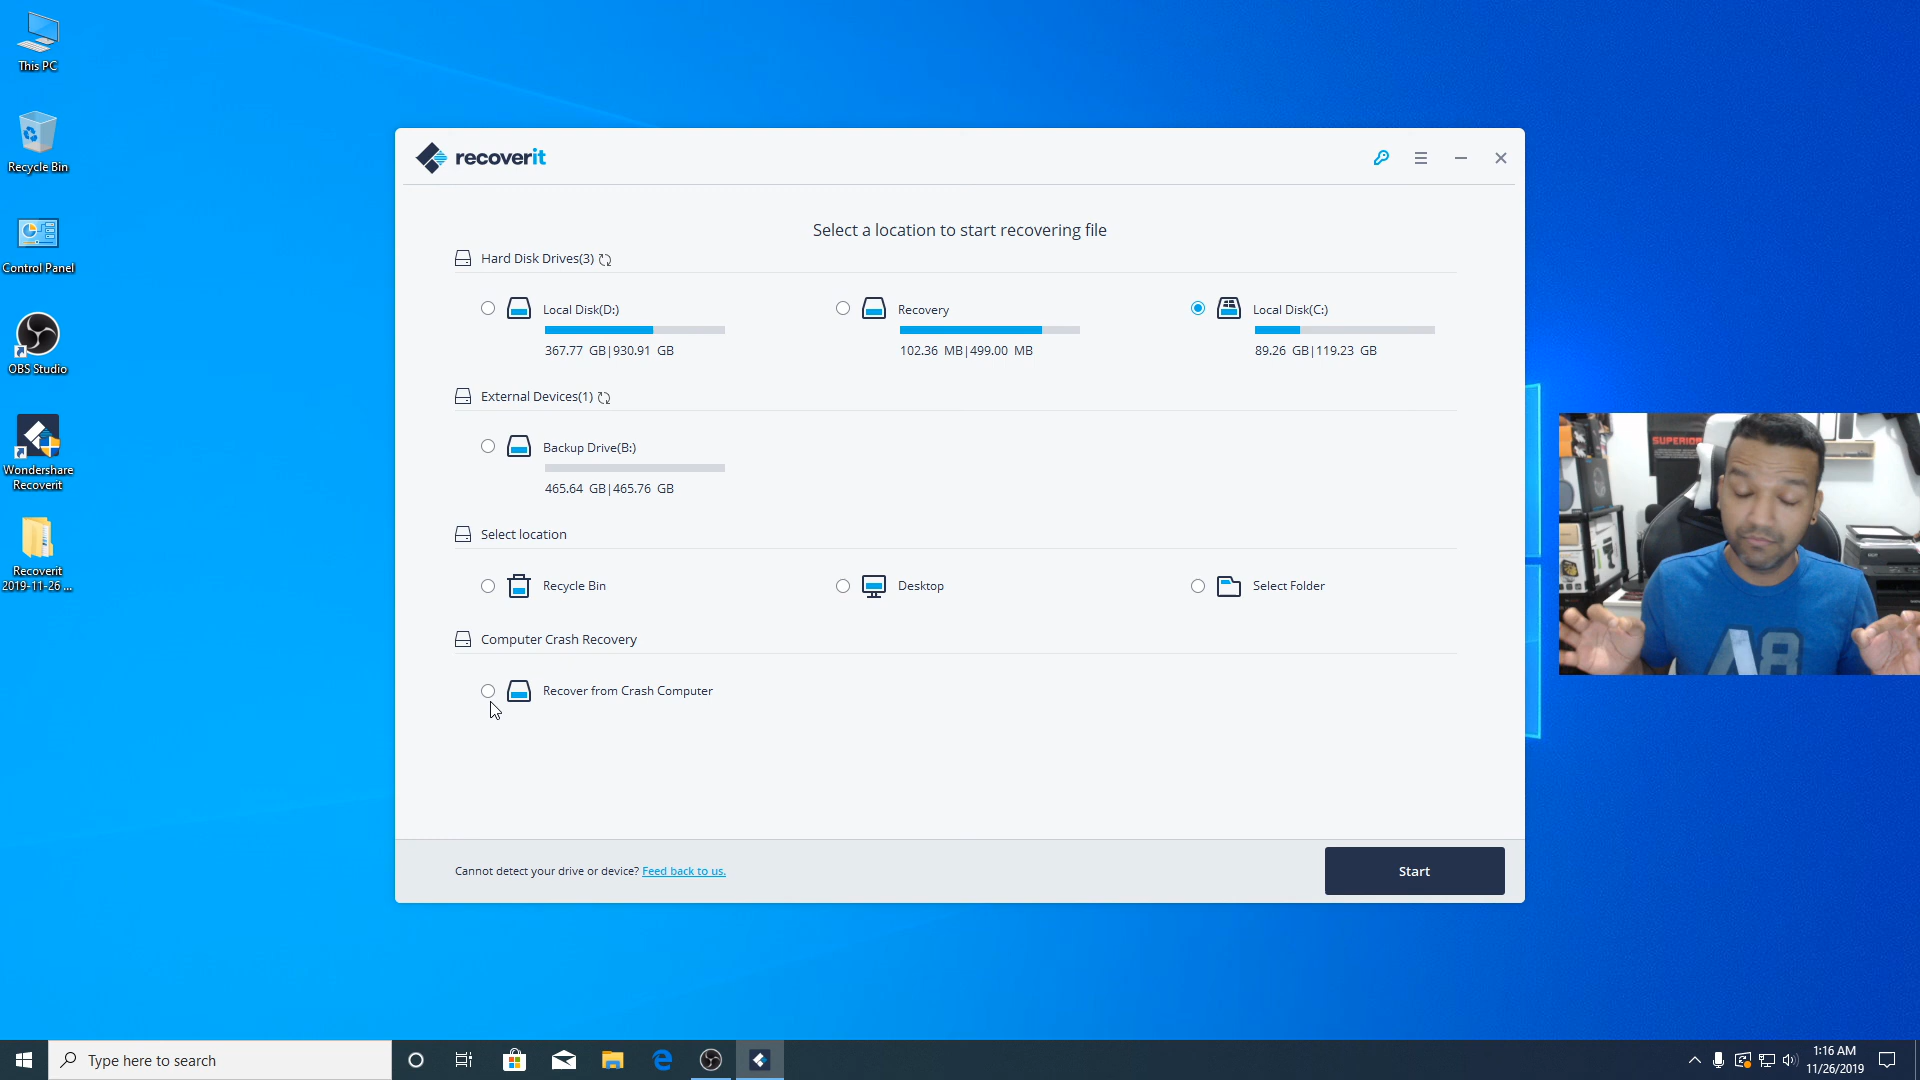 This PC
Recycle Bin
Control Panel
OBS Studio
Wondershare
Recoverit
Recoverit
2019-11-26 ...
recoverit
Select a location to start recovering file
Hard Disk Drives(3)
Local Disk(D:)
367.77 GB|930.91 GB
Recovery
102.36 MB|499.00 MB
Local Disk(C:)
89.26 GB|119.23 GB
External Devices(1)
Backup Drive(B:)
465.64 GB|465.76 GB
Select location
Recycle Bin
Desktop
Select Folder
Computer Crash Recovery
Recover from Crash Computer
Cannot detect your drive or device? Feed back to us.
Start
SUPERIOR
Type here to search
1:16 AM
11/26/2019